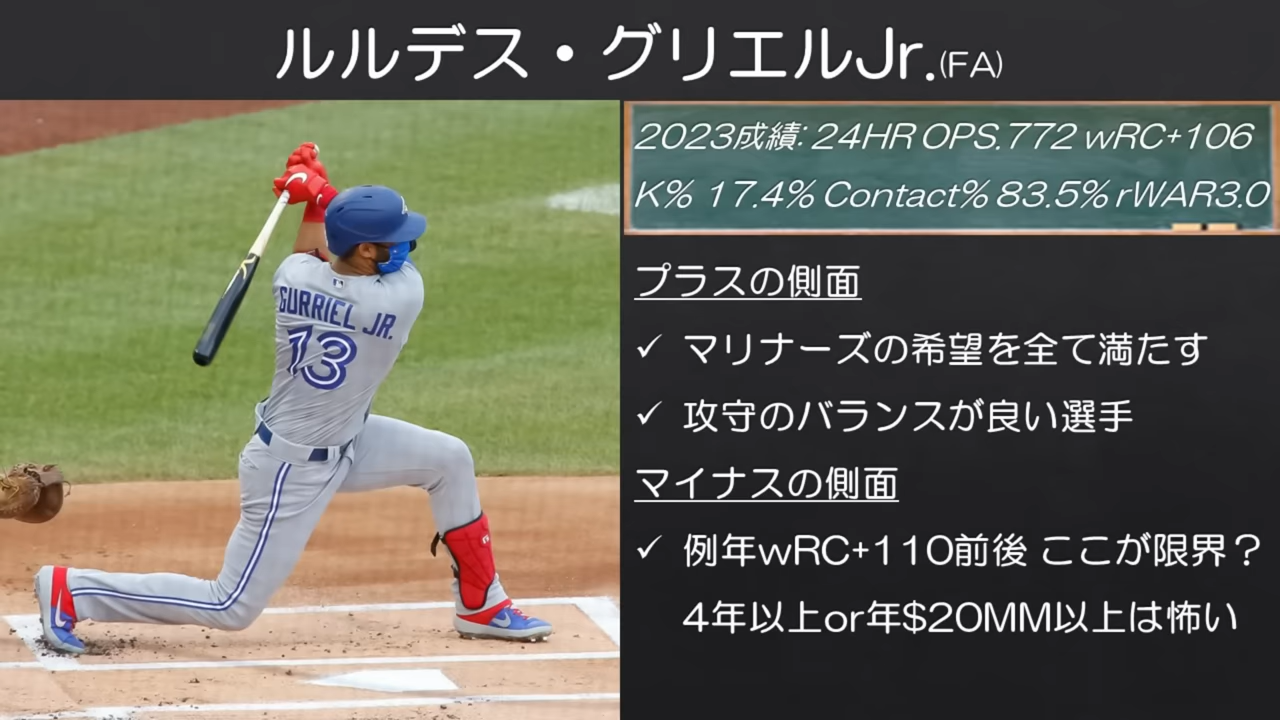 ルルデス・グリエルJr.(FA)
2023成績: 24HR OPS.772 wRC+106
K% 17.4% Contact% 83.5% rWAR3.0
GURRIEL JR.
13
プラスの側面
✓ マリナーズの希望を全て満たす
✓ 攻守のバランスが良い選手
マイナスの側面
✓ 例年wRC+110前後 ここが限界？
4年以上or年$20MM以上は怖い